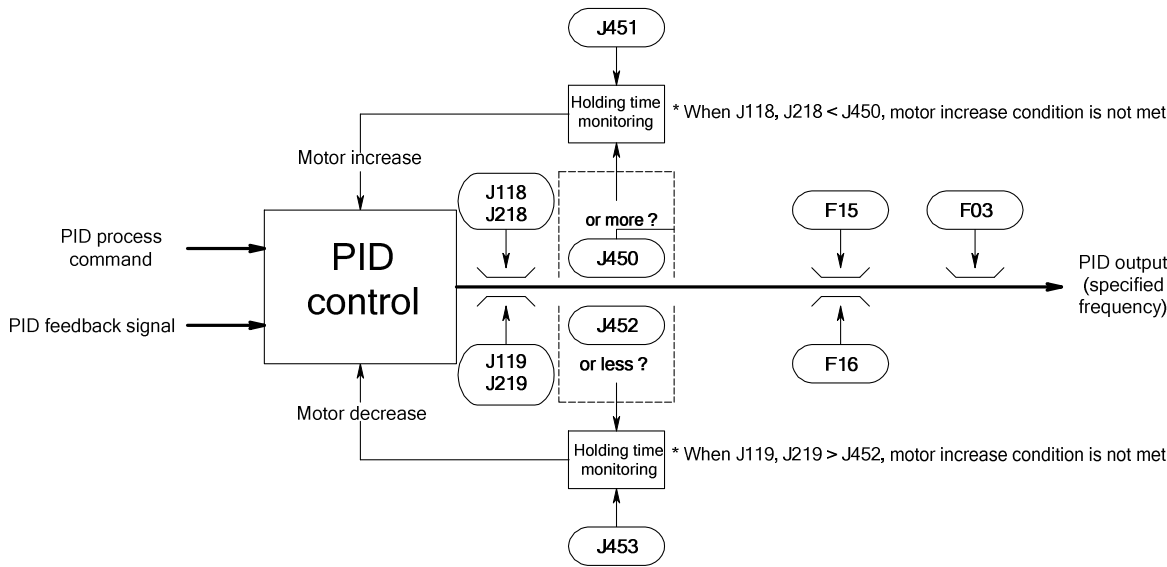 J451
Holding time
monitoring
* When J118, J218 < J450, motor increase condition is not met
Motor increase
J118
J218
or more ?
J450
F15
F03
PID process
command
PID
control
PID output
(specified
frequency)
PID feedback signal
J452
or less ?
J119
J219
F16
Motor decrease
Holding time
monitoring
* When J119, J219 > J452, motor increase condition is not met
J453